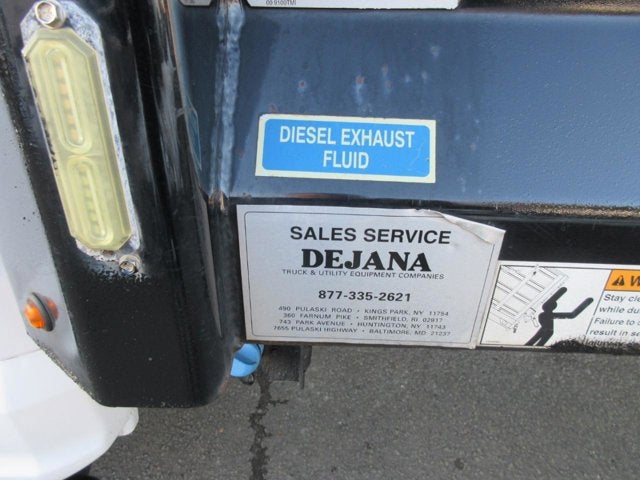 00-9100TMI
DIESEL EXHAUST
FLUID
SALES SERVICE
DEJANA
TRUCK & UTILITY EQUIPMENT COMPANIES
877-335-2621
490 PULASKI ROAD • KINGS PARK, NY 11754
360 FARNUM PIKE • SMITHFIELD, RI 02917
743 PARK AVENUE • HUNTINGTON, NY 11743
7655 PULASKI HIGHWAY • BALTIMORE, MD 21237
Stay
while
Failure to
result in